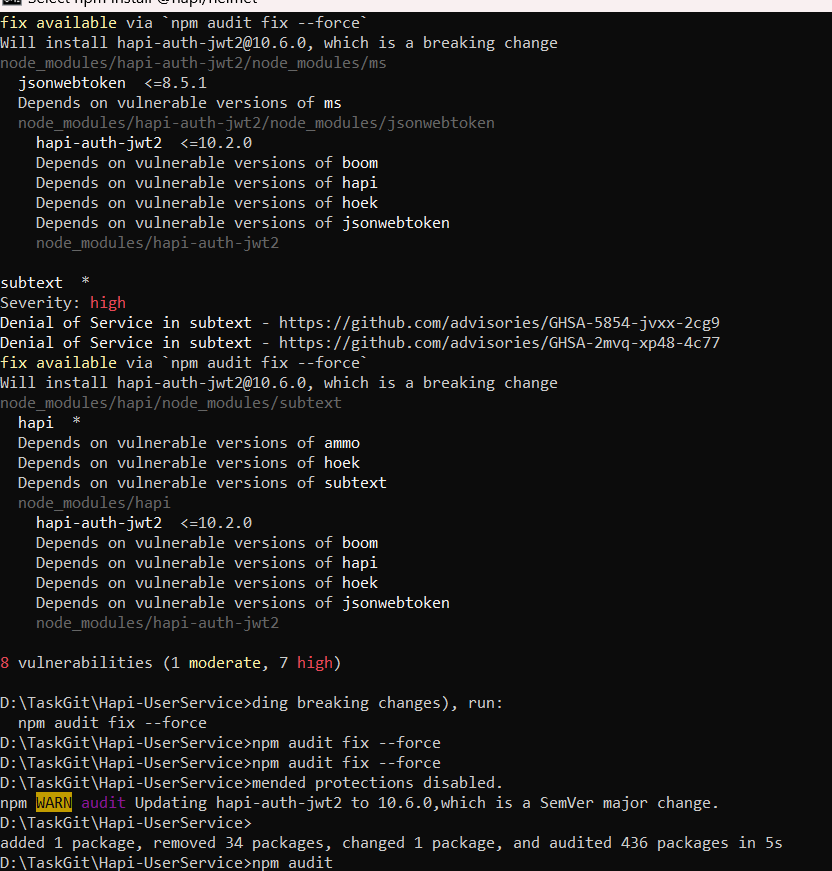 Select npm install @hapi/helmet
fix available via `npm audit fix --force`
Will install hapi-auth-jwt2@10.6.0, which is a breaking change
node_modules/hapi-auth-jwt2/node_modules/ms
  jsonwebtoken  <=8.5.1
  Depends on vulnerable versions of ms
  node_modules/hapi-auth-jwt2/node_modules/jsonwebtoken
    hapi-auth-jwt2  <=10.2.0
    Depends on vulnerable versions of boom
    Depends on vulnerable versions of hapi
    Depends on vulnerable versions of hoek
    Depends on vulnerable versions of jsonwebtoken
    node_modules/hapi-auth-jwt2

subtext  *
Severity: high
Denial of Service in subtext - https://github.com/advisories/GHSA-5854-jvxx-2cg9
Denial of Service in subtext - https://github.com/advisories/GHSA-2mvq-xp48-4c77
fix available via `npm audit fix --force`
Will install hapi-auth-jwt2@10.6.0, which is a breaking change
node_modules/hapi/node_modules/subtext
  hapi  *
  Depends on vulnerable versions of ammo
  Depends on vulnerable versions of hoek
  Depends on vulnerable versions of subtext
  node_modules/hapi
    hapi-auth-jwt2  <=10.2.0
    Depends on vulnerable versions of boom
    Depends on vulnerable versions of hapi
    Depends on vulnerable versions of hoek
    Depends on vulnerable versions of jsonwebtoken
    node_modules/hapi-auth-jwt2

8 vulnerabilities (1 moderate, 7 high)

D:\TaskGit\Hapi-UserService>ding breaking changes), run:
  npm audit fix --force
D:\TaskGit\Hapi-UserService>npm audit fix --force
D:\TaskGit\Hapi-UserService>npm audit fix --force
D:\TaskGit\Hapi-UserService>mended protections disabled.
npm WARN audit Updating hapi-auth-jwt2 to 10.6.0,which is a SemVer major change.
D:\TaskGit\Hapi-UserService>
added 1 package, removed 34 packages, changed 1 package, and audited 436 packages in 5s
D:\TaskGit\Hapi-UserService>npm audit